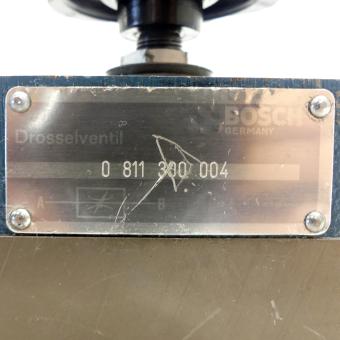 BOSCH
GERMANY
Drosselventil
0 811 300 004
A B